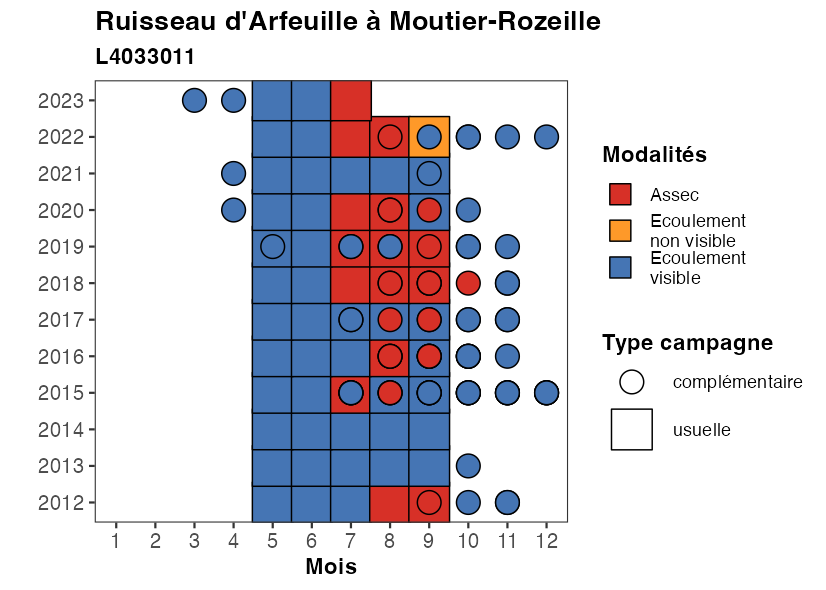 Ruisseau d'Arfeuille à Moutier-Rozeille
L4033011
2023
2022
2021
2020
2019
2018
2017
2016
2015
2014
2013
2012
1 2 3 4 5 6 7 8 9 10 11 12
Mois
Modalités
Assec
Ecoulement
non visible
Ecoulement
visible
Type campagne
complémentaire
usuelle